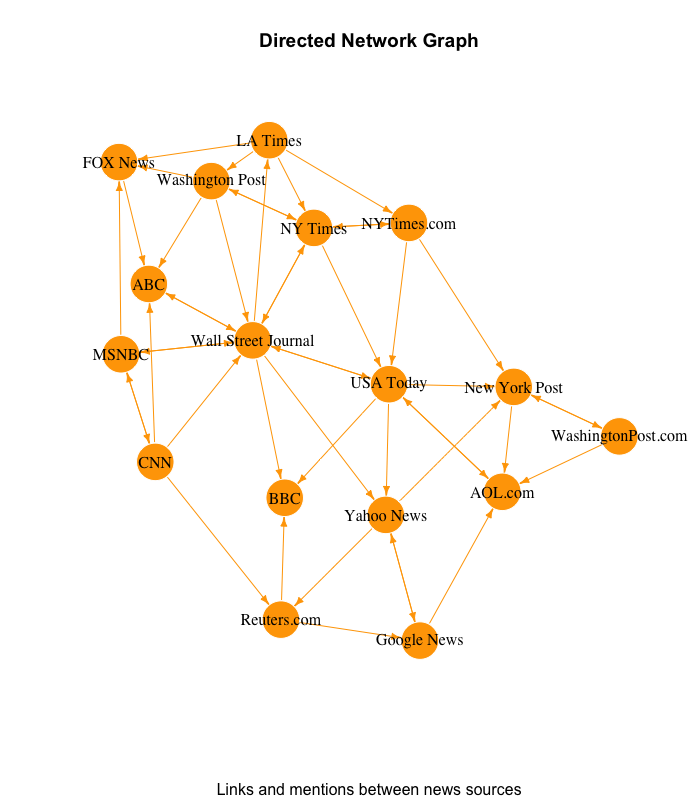 Directed Network Graph
LA Times
FOX News
Washington Post
NYTimes.com
NY Times
ABC
Wall Street Journal
MSNBC
USA Today
New York Post
WashingtonPost.com
CNN
AOL.com
BBC
Yahoo News
Reuters.com
Google News
Links and mentions between news sources